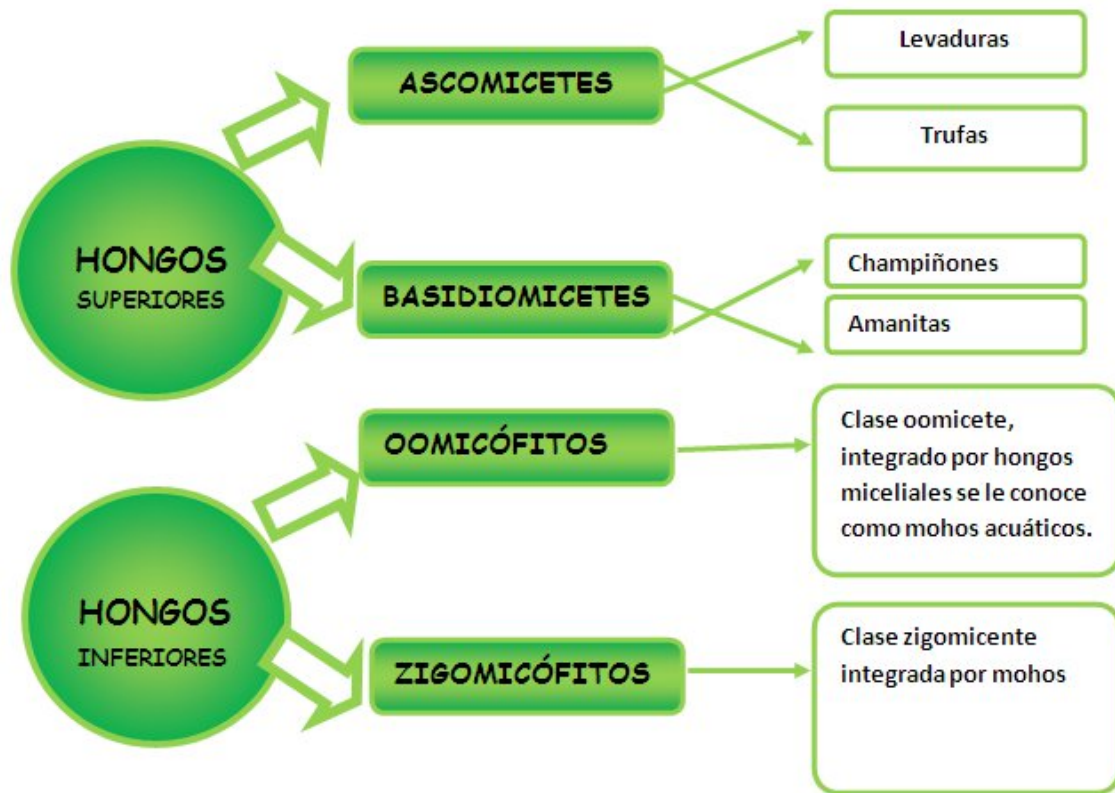 HONGOS
SUPERIORES
ASCOMICETES
Levaduras
Trufas
BASIDIOMICETES
Champiñones
Amanitas
HONGOS
INFERIORES
OOMICÓFITOS
Clase oomicete,
integrado por hongos
miceliales se le conoce
como mohos acuáticos.
ZIGOMICÓFITOS
Clase zigomicente
integrada por mohos